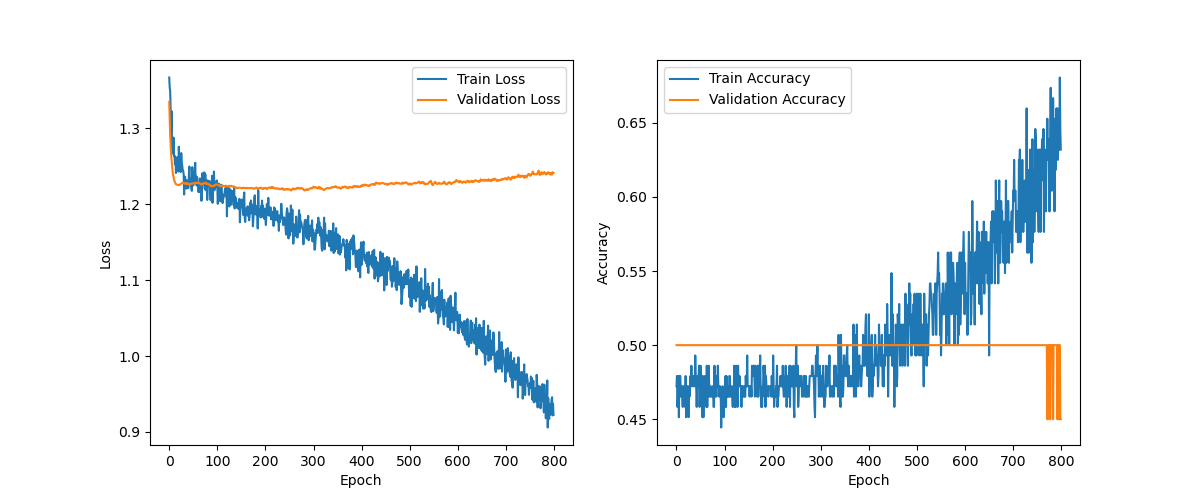 Train Loss
Validation Loss
1.3
1.2
1.1
1.0
0.9
Loss
0 100 200 300 400 500 600 700 800
Epoch
Train Accuracy
Validation Accuracy
0.65
0.60
0.55
0.50
0.45
Accuracy
0 100 200 300 400 500 600 700 800
Epoch